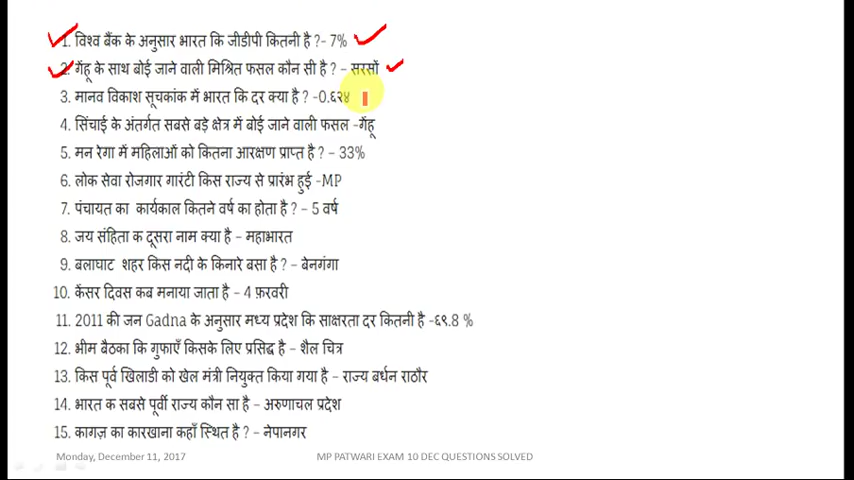 1. विश्व बैंक के अनुसार भारत कि जीडीपी कितनी है ?- 7%
2. गेंहू के साथ बोई जाने वाली मिश्रित फसल कौन सी है ? – सरसों
3. मानव विकाश सूचकांक में भारत कि दर क्या है ? -0.६२४
4. सिंचाई के अंतर्गत सबसे बड़े क्षेत्र में बोई जाने वाली फसल -गेंहू
5. मन रेगा में महिलाओं को कितना आरक्षण प्राप्त है ? – 33%
6. लोक सेवा रोजगार गारंटी किस राज्य से प्रारंभ हुई -MP
7. पंचायत का कार्यकाल कितने वर्ष का होता है ? – 5 वर्ष
8. जय संहिता क दूसरा नाम क्या है – महाभारत
9. बलाघाट शहर किस नदी के किनारे बसा है ? – बेनगंगा
10. केंसर दिवस कब मनाया जाता है – 4 फ़रवरी
11. 2011 की जन Gadna के अनुसार मध्य प्रदेश कि साक्षरता दर कितनी है -६९.8 %
12. भीम बैठका कि गुफाएँ किसके लिए प्रसिद्ध है – शैल चित्र
13. किस पूर्व खिलाडी को खेल मंत्री नियुक्त किया गया है – राज्य बर्धन राठौर
14. भारत क सबसे पूर्वी राज्य कौन सा है – अरुणाचल प्रदेश
15. कागज़ का कारखाना कहाँ स्थित है ? – नेपानगर
Monday, December 11, 2017 MP PATWARI EXAM 10 DEC QUESTIONS SOLVED